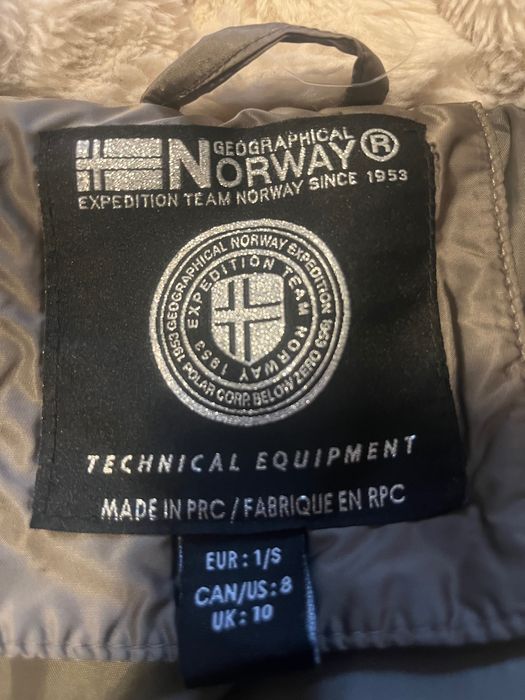 GEOGRAPHICAL
NORWAY®
EXPEDITION TEAM NORWAY SINCE 1953
GEOGRAPHICAL NORWAY EXPEDITION 1953 POLAR CORP. BELOW ZERO 1953
EXPEDITION TEAM NORWAY 1953
TECHNICAL EQUIPMENT
MADE IN PRC / FABRIQUE EN RPC
EUR : 1/S
CAN/US : 8
UK : 10